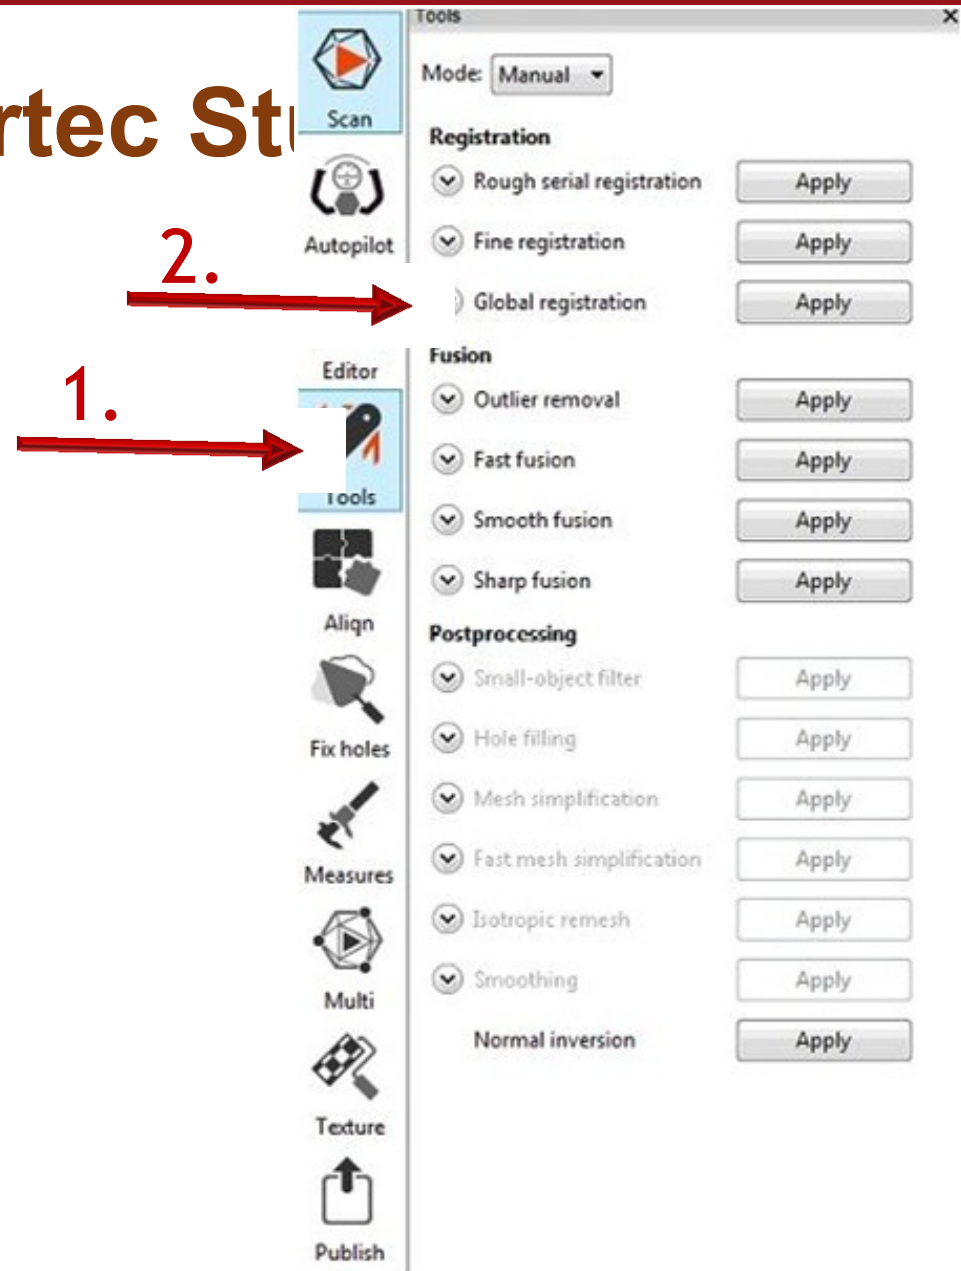 Tools
Mode: Manual
rtec Stu
Scan
Registration
Rough serial registration Apply
Autopilot
Fine registration Apply
2.
Global registration Apply
Editor
Fusion
1.
Outlier removal Apply
Fast fusion Apply
Tools
Smooth fusion Apply
Sharp fusion Apply
Align
Postprocessing
Small-object filter Apply
Fix holes
Hole filling Apply
Mesh simplification Apply
Measures
Fast mesh simplification Apply
Isotropic remesh Apply
Multi
Smoothing Apply
Normal inversion Apply
Texture
Publish